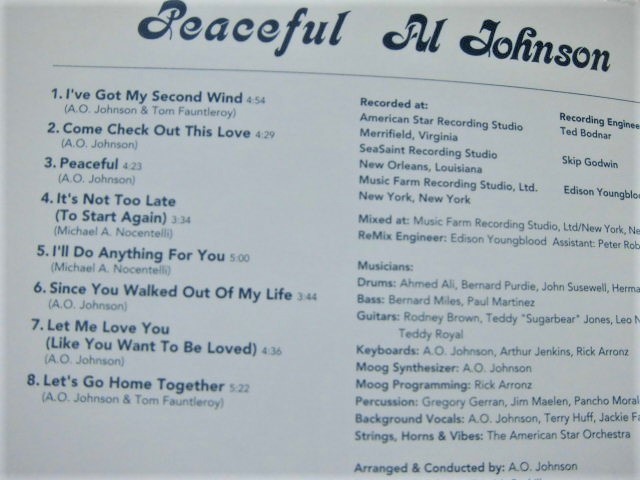 Peaceful Al Johnson
1. I've Got My Second Wind 4:54
(A.O. Johnson & Tom Fauntleroy)
2. Come Check Out This Love 4:29
(A.O. Johnson)
3. Peaceful 4:23
(A.O. Johnson)
4. It's Not Too Late
(To Start Again) 3:34
(Michael A. Nocentelli)
5. I'll Do Anything For You 5:00
(Michael A. Nocentelli)
6. Since You Walked Out Of My Life 3:44
(A.O. Johnson)
7. Let Me Love You
(Like You Want To Be Loved) 4:36
(A.O. Johnson)
8. Let's Go Home Together 5:22
(A.O. Johnson & Tom Fauntleroy)
Recorded at:
American Star Recording Studio
Merrifield, Virginia
SeaSaint Recording Studio
New Orleans, Louisiana
Music Farm Recording Studio, Ltd.
New York, New York
Recording Enginee
Ted Bodnar
Skip Godwin
Edison Youngbloo
Mixed at: Music Farm Recording Studio, Ltd/New York, Ne
ReMix Engineer: Edison Youngblood Assistant: Peter Rob
Musicians:
Drums: Ahmed Ali, Bernard Purdie, John Susewell, Herma
Bass: Bernard Miles, Paul Martinez
Guitars: Rodney Brown, Teddy "Sugarbear" Jones, Leo N
Teddy Royal
Keyboards: A.O. Johnson, Arthur Jenkins, Rick Arronz
Moog Synthesizer: A.O. Johnson
Moog Programming: Rick Arronz
Percussion: Gregory Gerran, Jim Maelen, Pancho Moral
Background Vocals: A.O. Johnson, Terry Huff, Jackie Fa
Strings, Horns & Vibes: The American Star Orchestra
Arranged & Conducted by: A.O. Johnson